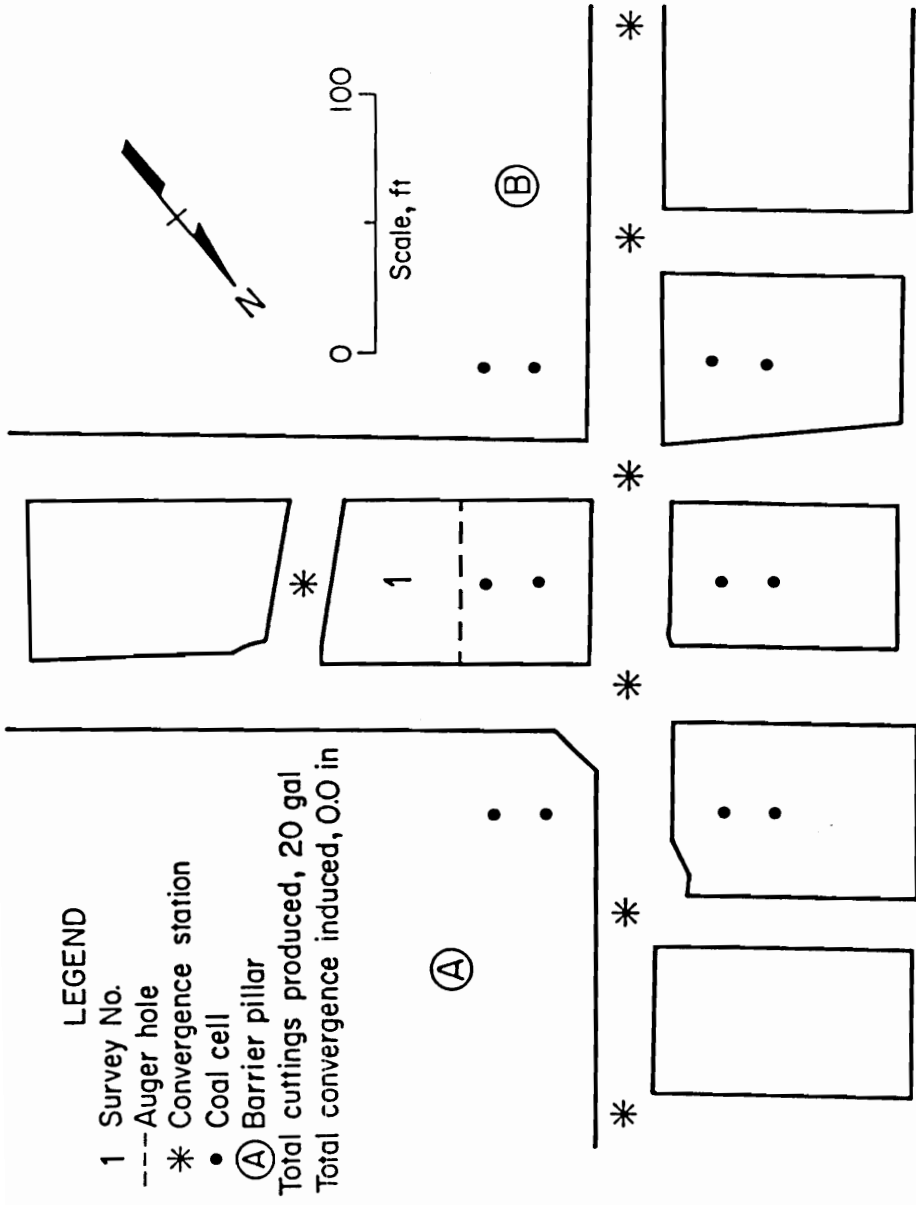 LEGEND
1 Survey No.
--- Auger hole
✳ Convergence station
• Coal cell
Ⓐ Barrier pillar
Total cuttings produced, 20 gal
Total convergence induced, 0.0 in
A
1
N
0 100
Scale, ft
B